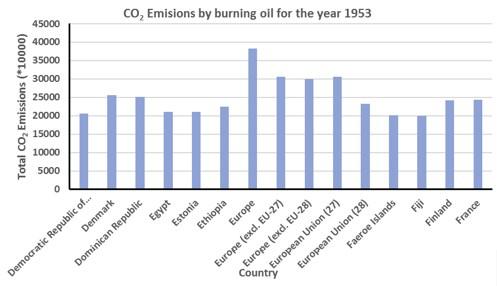 CO₂ Emisions by burning oil for the year 1953
Total CO₂ Emissions (*10000)
45000
40000
35000
30000
25000
20000
15000
10000
5000
0
Democratic Republic of...
Denmark
Dominican Republic
Egypt
Estonia
Ethiopia
Europe
Europe (excl. EU-27)
Europe (excl. EU-28)
European Union (27)
European Union (28)
Faeroe Islands
Fiji
Finland
France
Country